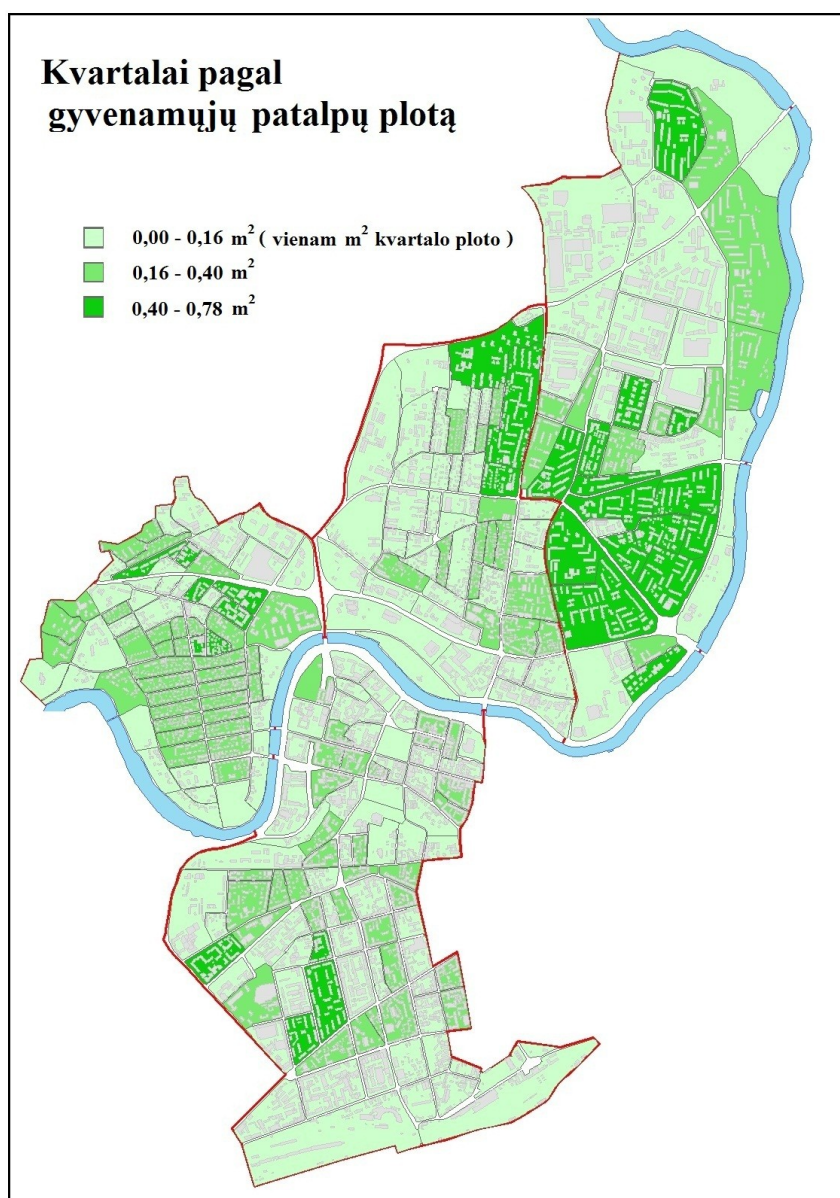 Kvartalai pagal
gyvenamųjų patalpų plotą
0,00 - 0,16 m² ( vienam m² kvartalo ploto )
0,16 - 0,40 m²
0,40 - 0,78 m²